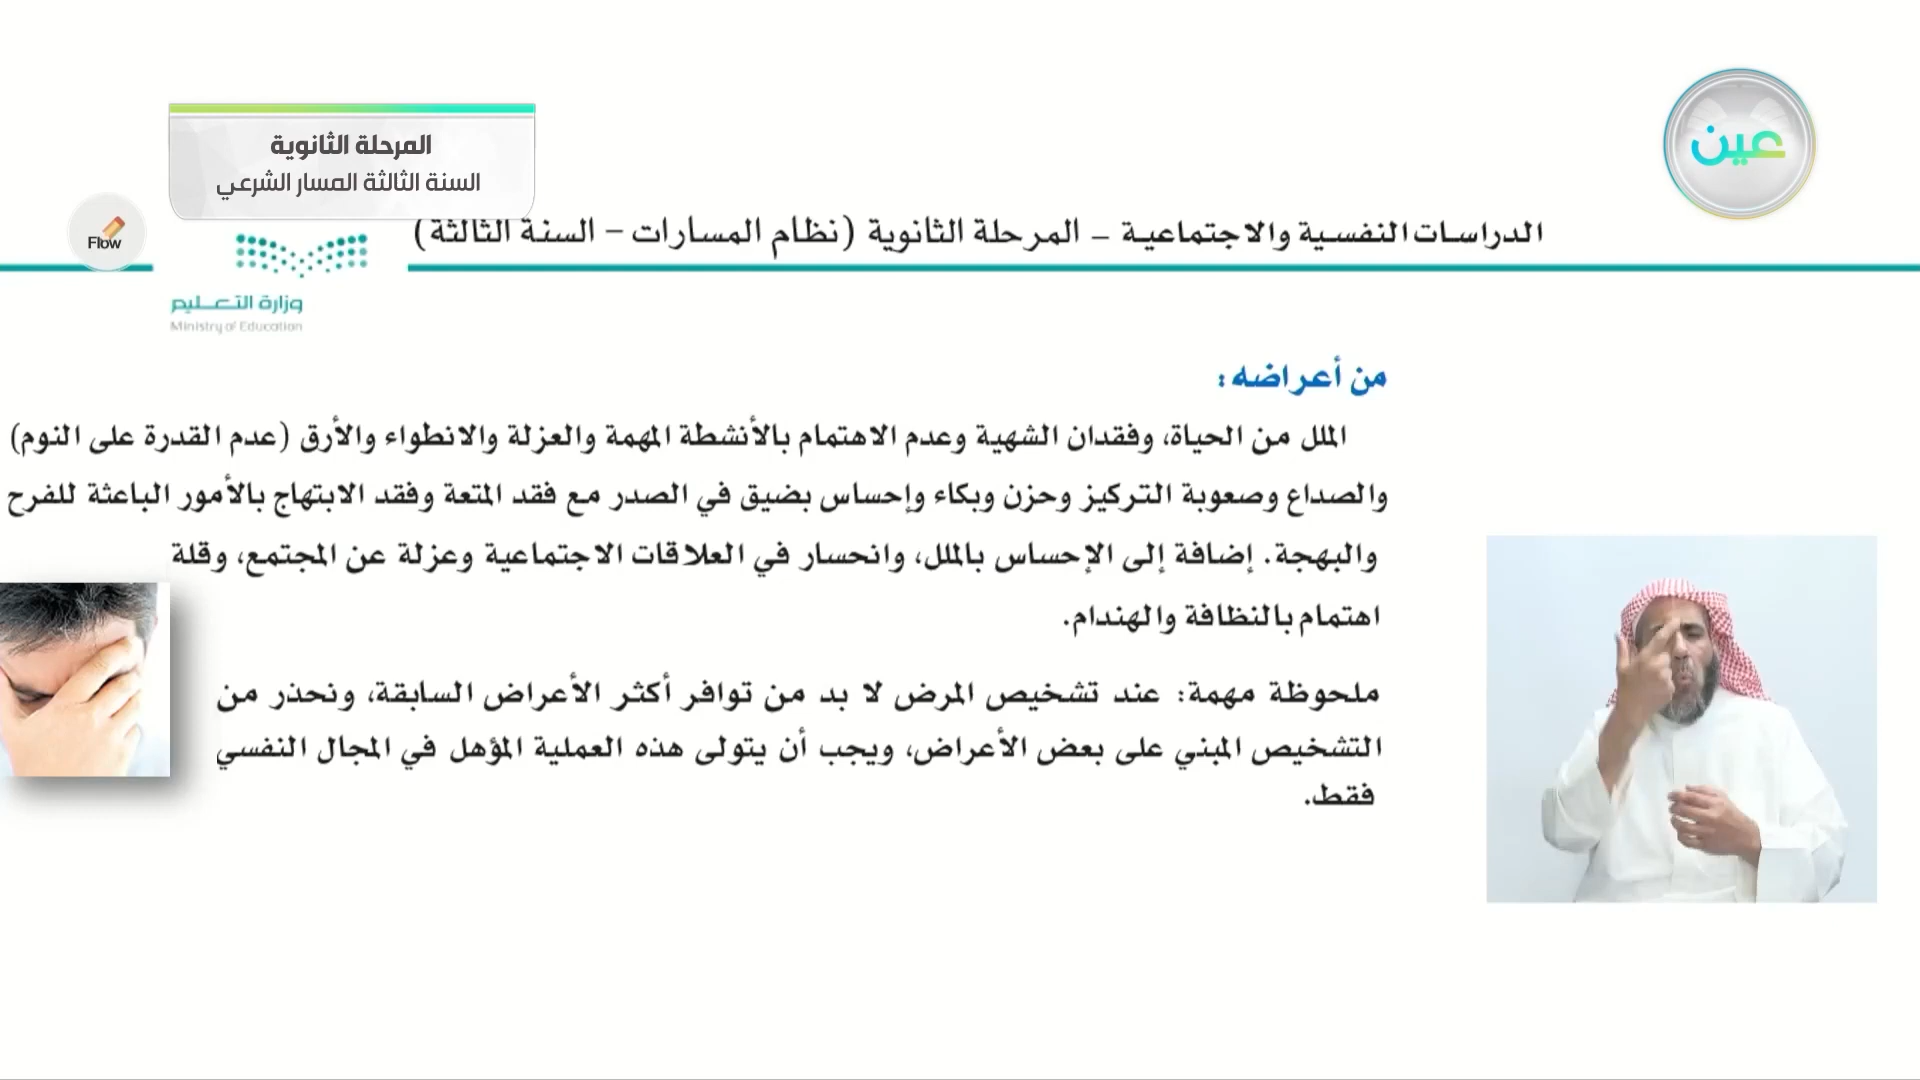 عين
المرحلة الثانوية
السنة الثالثة المسار الشرعي
Flow
الدراسات النفسية والاجتماعية – المرحلة الثانوية (نظام المسارات – السنة الثالثة)
وزارة التعليم
Ministry of Education
من أعراضه:
الملل من الحياة، وفقدان الشهية وعدم الاهتمام بالأنشطة المهمة والعزلة والانطواء والأرق (عدم القدرة على النوم)
والصداع وصعوبة التركيز وحزن وبكاء وإحساس بضيق في الصدر مع فقد المتعة وفقد الابتهاج بالأمور الباعثة للفرح
والبهجة. إضافة إلى الإحساس بالملل، وانحسار في العلاقات الاجتماعية وعزلة عن المجتمع، وقلة
اهتمام بالنظافة والهندام.
ملحوظة مهمة: عند تشخيص المرض لا بد من توافر أكثر الأعراض السابقة، ونحذر من
التشخيص المبني على بعض الأعراض، ويجب أن يتولى هذه العملية المؤهل في المجال النفسي
فقط.